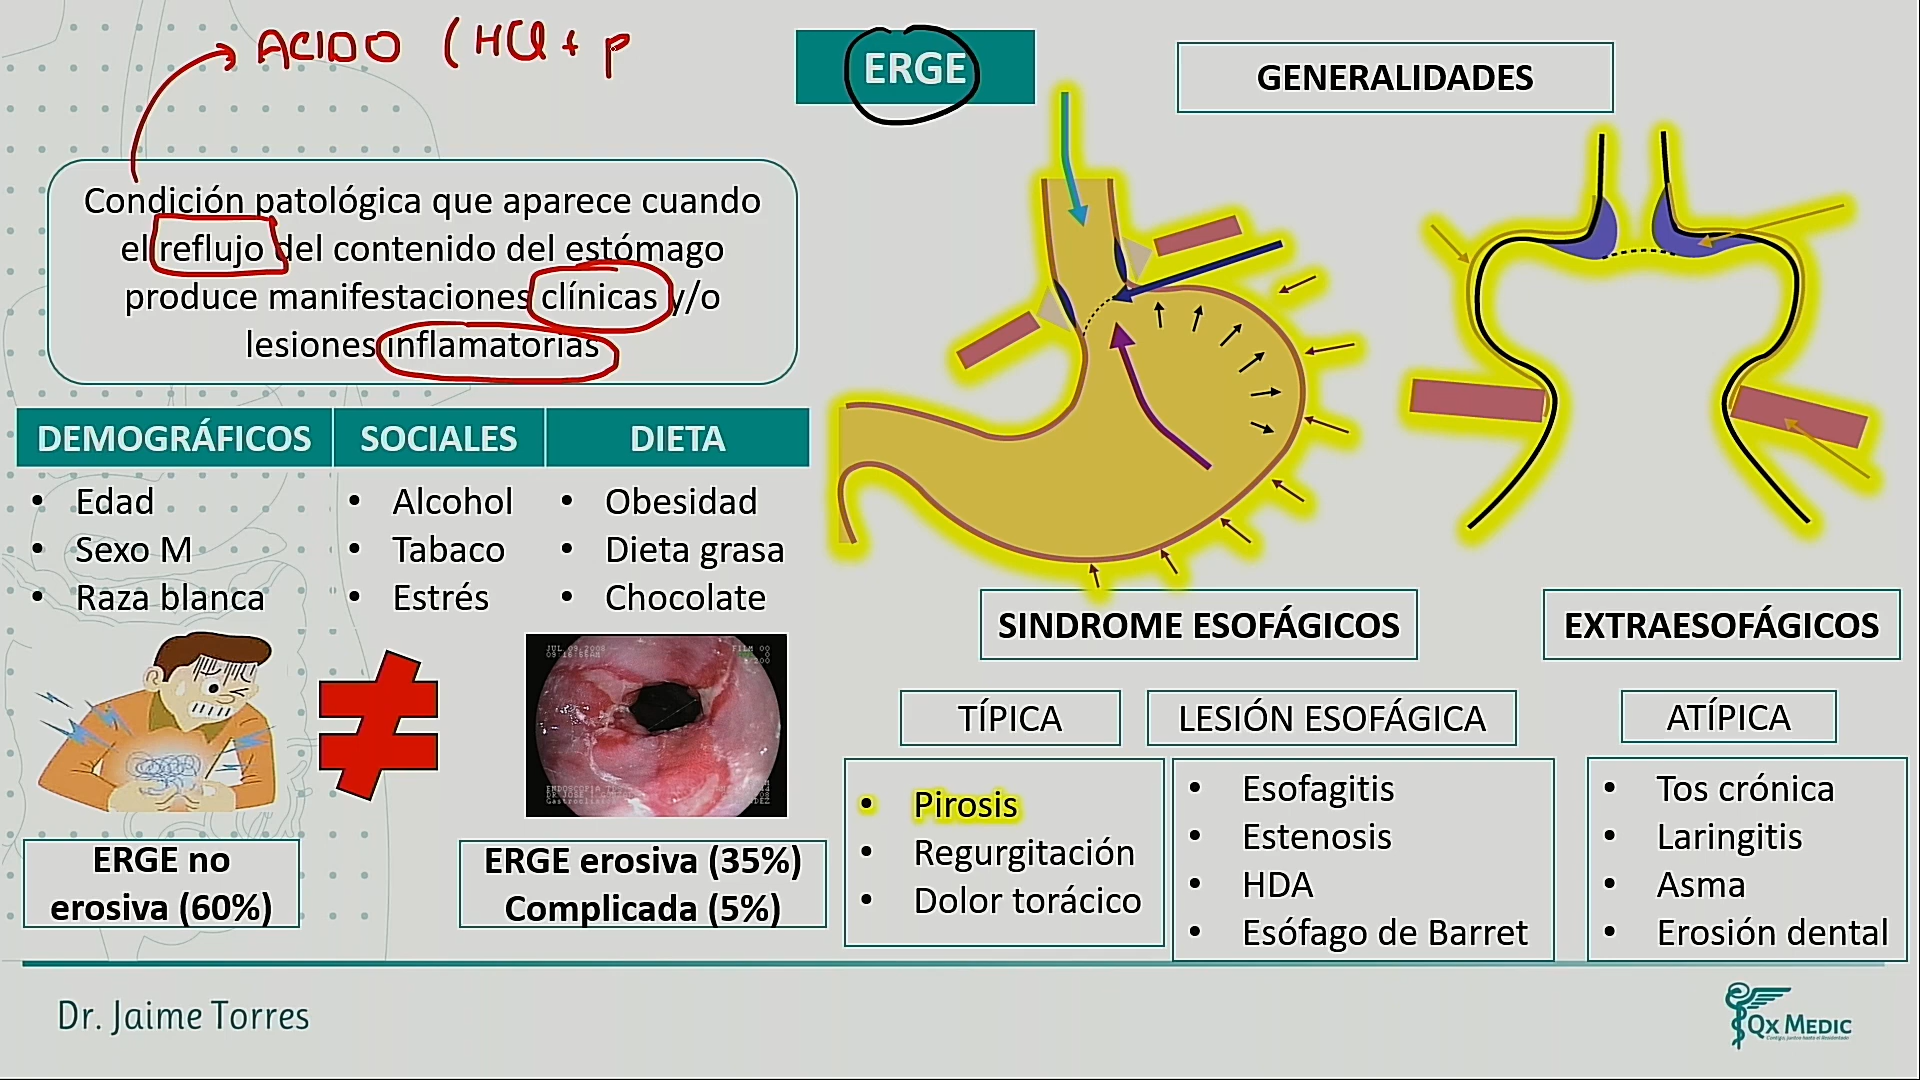 ACIDO (HCl + p
ERGE
GENERALIDADES
Condición patológica que aparece cuando
el reflujo del contenido del estómago
produce manifestaciones clínicas y/o
lesiones inflamatorias
DEMOGRÁFICOS SOCIALES DIETA
• Edad • Alcohol • Obesidad
• Sexo M • Tabaco • Dieta grasa
• Raza blanca • Estrés • Chocolate
SINDROME ESOFÁGICOS
EXTRAESOFÁGICOS
TÍPICA
LESIÓN ESOFÁGICA
ATÍPICA
• Pirosis
• Regurgitación
• Dolor torácico
• Esofagitis
• Estenosis
• HDA
• Esófago de Barret
• Tos crónica
• Laringitis
• Asma
• Erosión dental
JUL 09,2008
ERGE no
erosiva (60%)
ERGE erosiva (35%)
Complicada (5%)
Dr. Jaime Torres
QX MEDIC